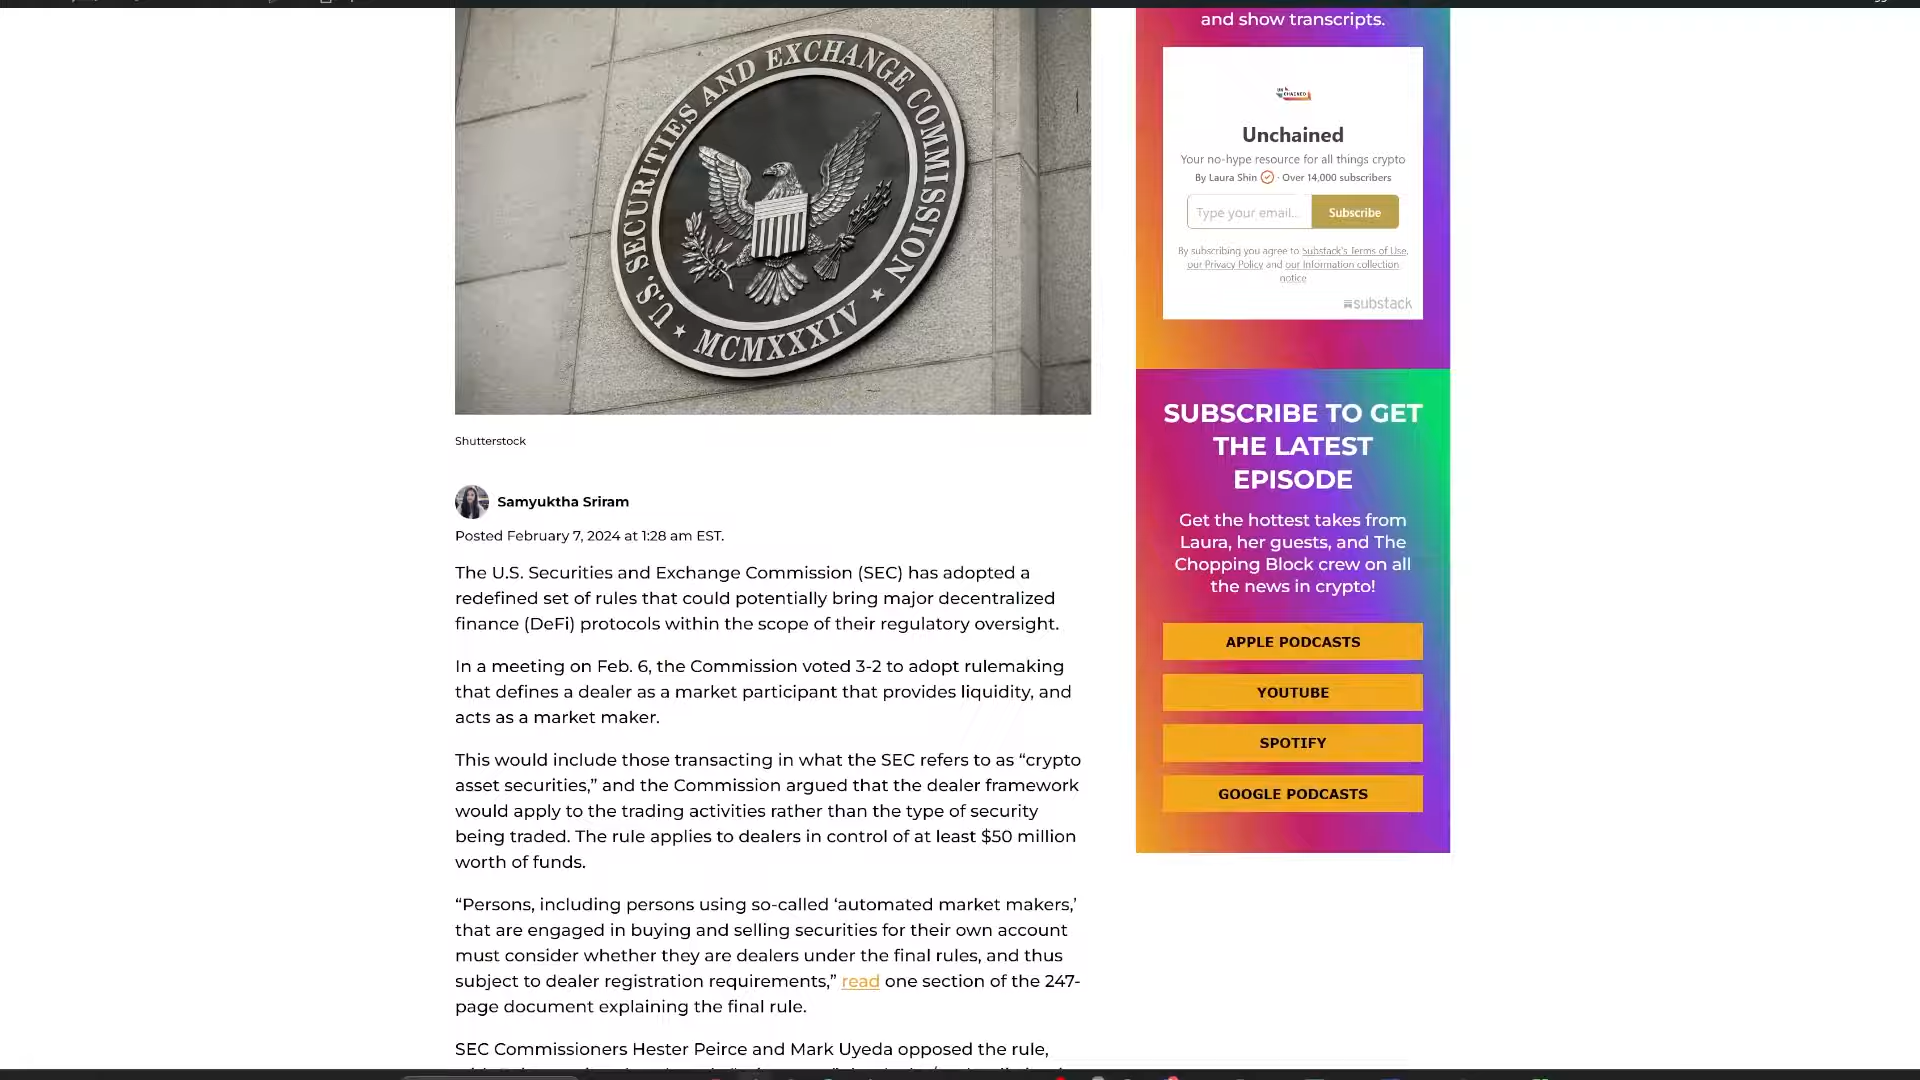 U.S. SECURITIES AND EXCHANGE COMMISSION
★ MCMXXXIV ★
Shutterstock
Samyuktha Sriram
Posted February 7, 2024 at 1:28 am EST.
The U.S. Securities and Exchange Commission (SEC) has adopted a
redefined set of rules that could potentially bring major decentralized
finance (DeFi) protocols within the scope of their regulatory oversight.
In a meeting on Feb. 6, the Commission voted 3-2 to adopt rulemaking
that defines a dealer as a market participant that provides liquidity, and
acts as a market maker.
This would include those transacting in what the SEC refers to as “crypto
asset securities,” and the Commission argued that the dealer framework
would apply to the trading activities rather than the type of security
being traded. The rule applies to dealers in control of at least $50 million
worth of funds.
“Persons, including persons using so-called ‘automated market makers,’
that are engaged in buying and selling securities for their own account
must consider whether they are dealers under the final rules, and thus
subject to dealer registration requirements,” read one section of the 247-
page document explaining the final rule.
SEC Commissioners Hester Peirce and Mark Uyeda opposed the rule,
and show transcripts.
UN
CHAINED
Unchained
Your no-hype resource for all things crypto
By Laura Shin · Over 14,000 subscribers
Type your email... Subscribe
By subscribing you agree to Substack's Terms of Use,
our Privacy Policy and our Information collection
notice
substack
SUBSCRIBE TO GET
THE LATEST
EPISODE
Get the hottest takes from
Laura, her guests, and The
Chopping Block crew on all
the news in crypto!
APPLE PODCASTS
YOUTUBE
SPOTIFY
GOOGLE PODCASTS